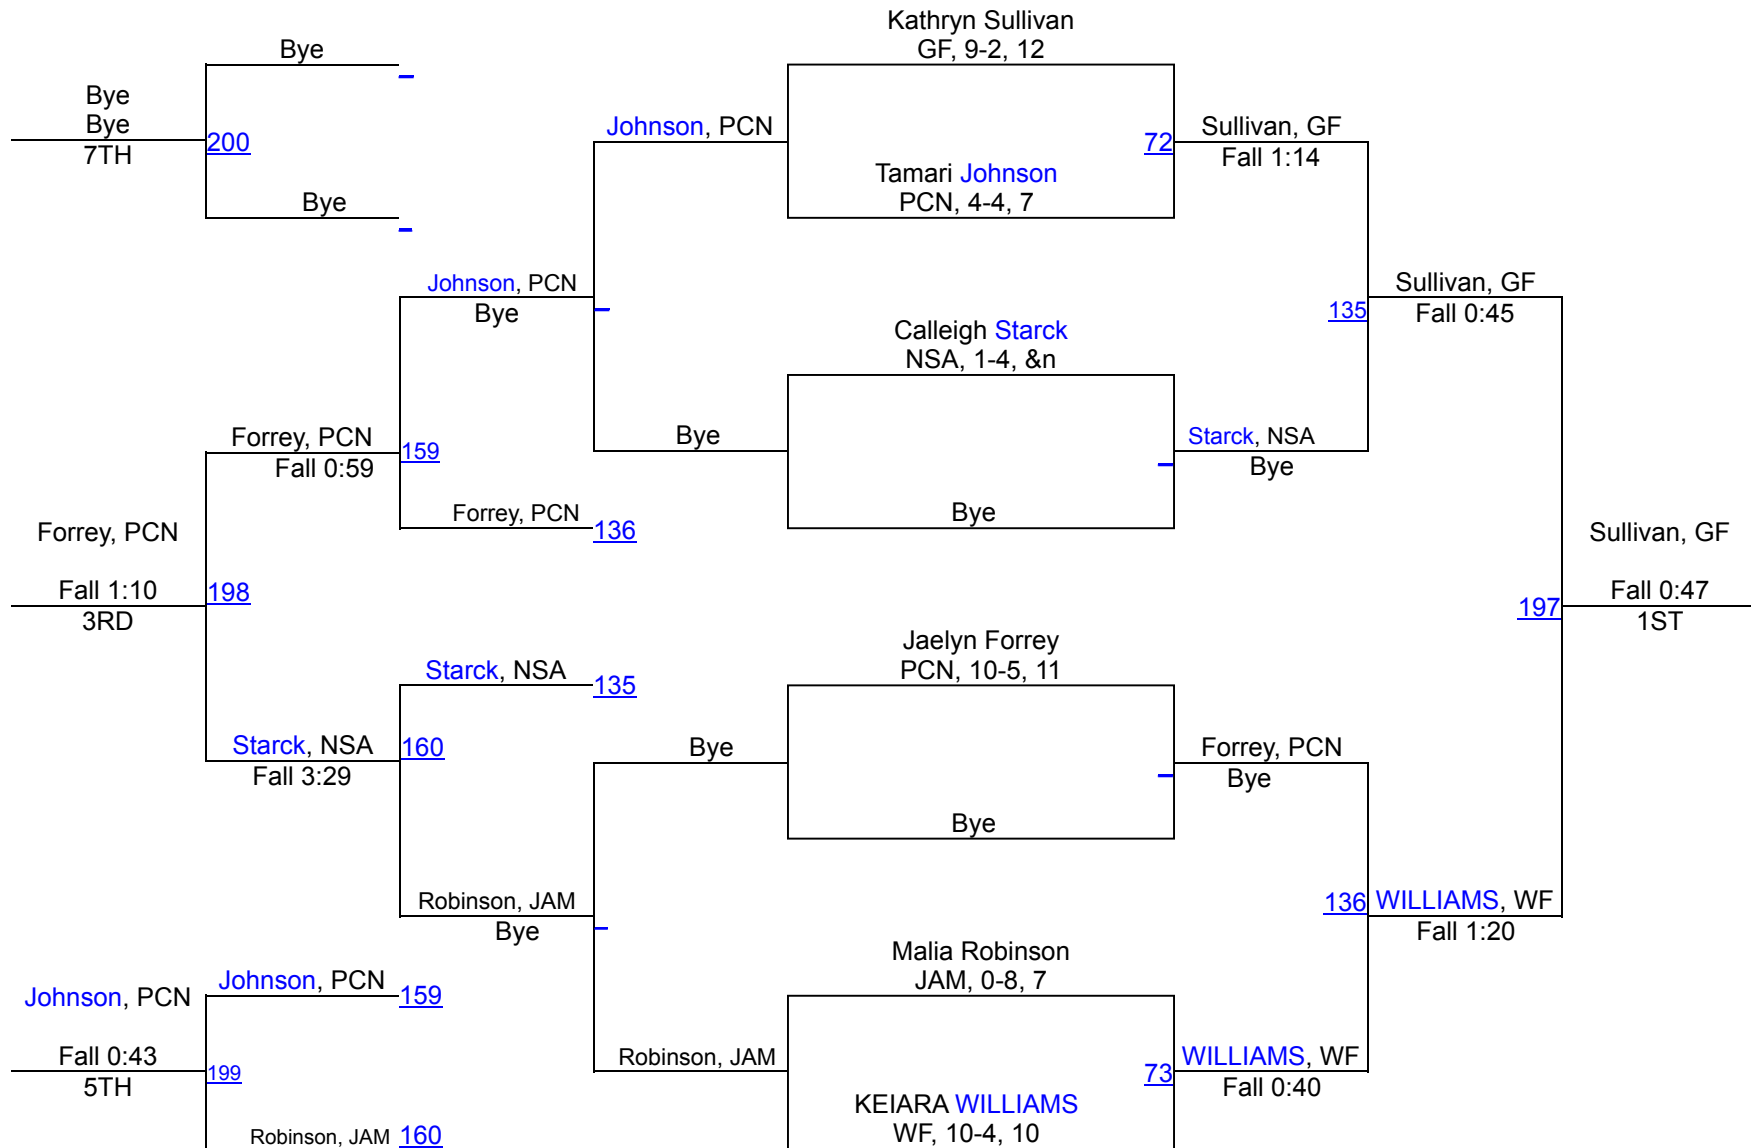 Kathryn Sullivan
GF, 9-2, 12
Bye
Bye
Bye
7TH
200
Bye
Johnson, PCN
72
Sullivan, GF
Fall 1:14
Tamari Johnson
PCN, 4-4, 7
Johnson, PCN
Bye
135
Sullivan, GF
Fall 0:45
Calleigh Starck
NSA, 1-4, &n
Forrey, PCN
Fall 0:59
159
Bye
Starck, NSA
Bye
Forrey, PCN
136
Bye
Forrey, PCN
Fall 1:10
3RD
198
197
Sullivan, GF
Fall 0:47
1ST
Jaelyn Forrey
PCN, 10-5, 11
Starck, NSA
135
Starck, NSA
Fall 3:29
160
Bye
Forrey, PCN
Bye
Bye
Robinson, JAM
Bye
136
WILLIAMS, WF
Fall 1:20
Malia Robinson
JAM, 0-8, 7
Johnson, PCN
159
Johnson, PCN
Fall 0:43
5TH
199
Robinson, JAM
73
WILLIAMS, WF
Fall 0:40
KEIARA WILLIAMS
WF, 10-4, 10
Robinson, JAM
160